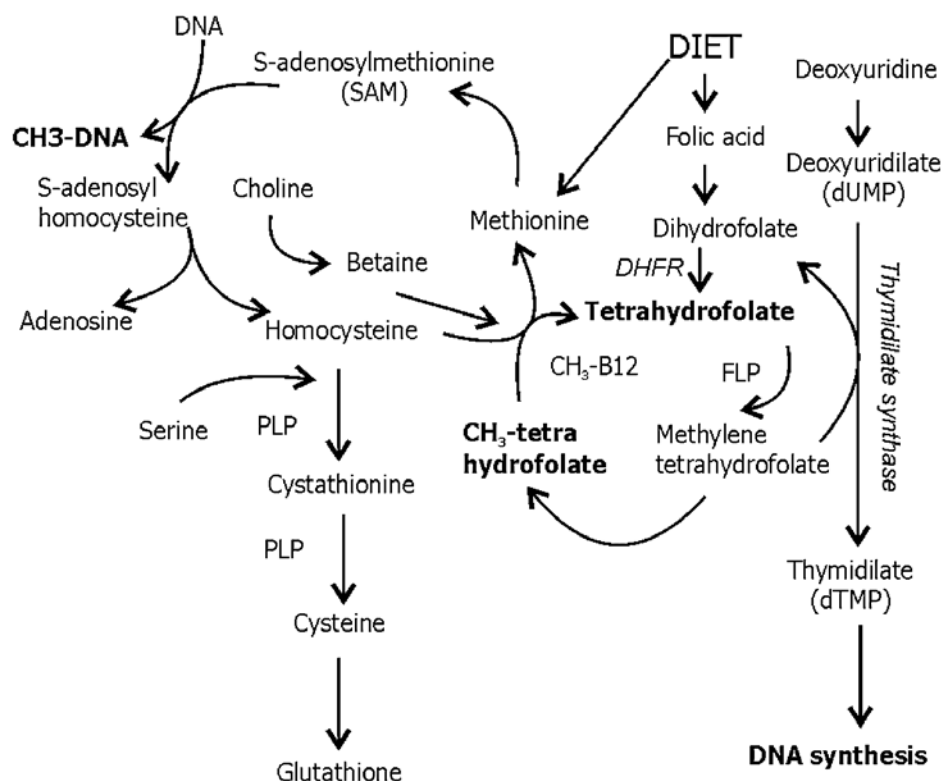 DNA
S-adenosylmethionine
(SAM)
DIET
Deoxyuridine
CH3-DNA
Folic acid
Deoxyuridilate
(dUMP)
S-adenosyl
homocysteine
Choline
Methionine
Dihydrofolate
Betaine
DHFR
Adenosine
Homocysteine
Tetrahydrofolate
Thymidilate synthase
CH₃-B12
FLP
Serine
PLP
CH₃-tetra
hydrofolate
Methylene
tetrahydrofolate
Cystathionine
PLP
Thymidilate
(dTMP)
Cysteine
DNA synthesis
Glutathione